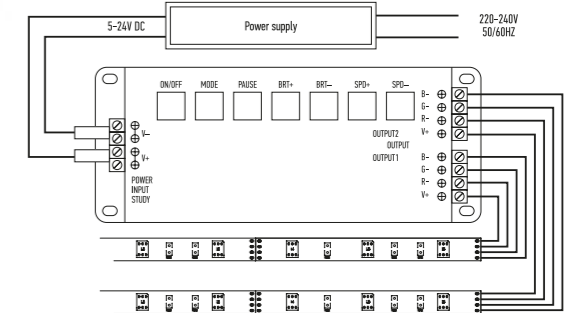 5-24V DC
Power supply
220-240V
50/60HZ
ON/OFF MODE PAUSE BRT+ BRT— SPD+ SPD—
B-
G-
R-
V+
OUTPUT2
OUTPUT
OUTPUT1
B-
G-
R-
V+
V—
V+
POWER
INPUT
STUDY